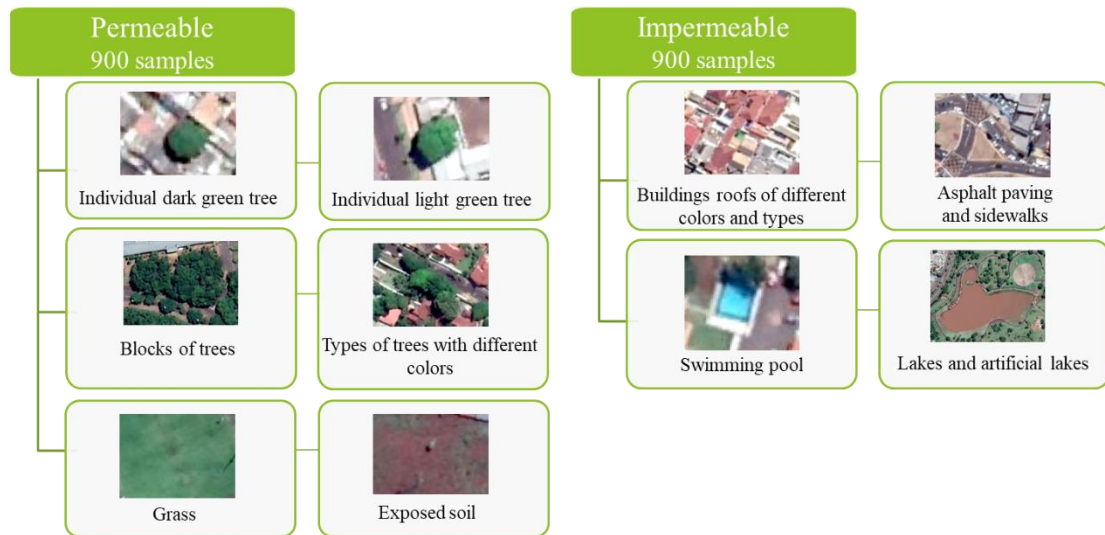 Permeable
900 samples
Individual dark green tree
Individual light green tree
Blocks of trees
Types of trees with different
colors
Grass
Exposed soil
Impermeable
900 samples
Buildings roofs of different
colors and types
Asphalt paving
and sidewalks
Swimming pool
Lakes and artificial lakes